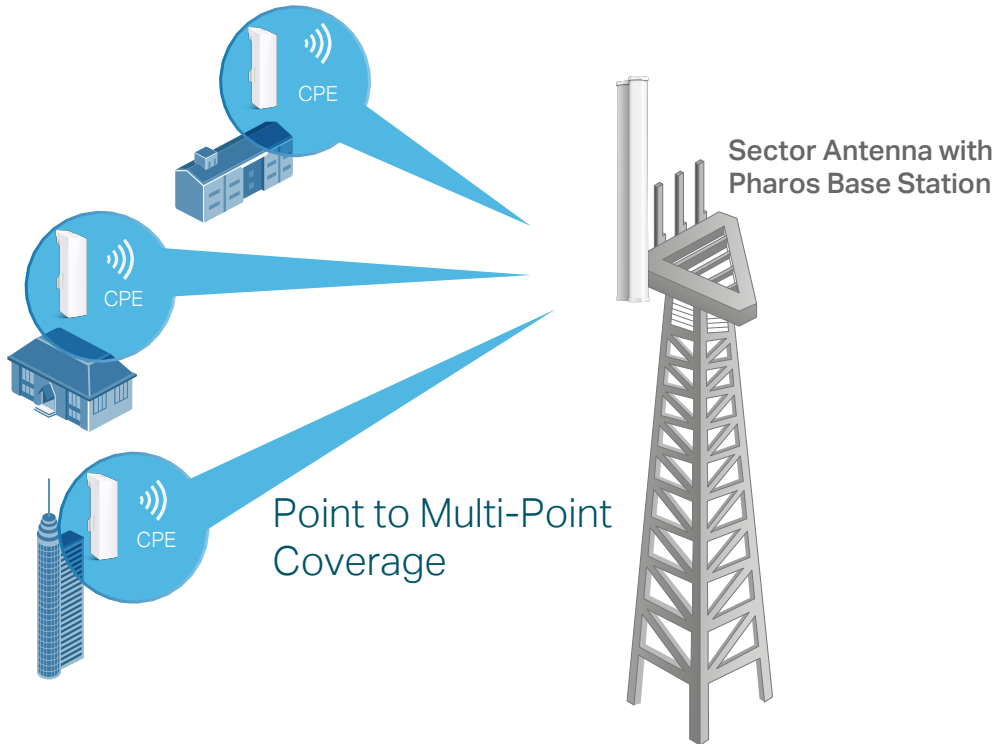 CPE
Sector Antenna with
Pharos Base Station
CPE
Point to Multi-Point
Coverage
CPE